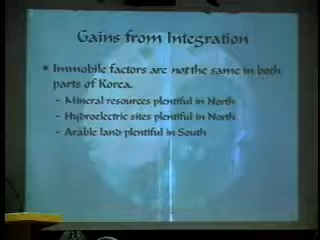 Gains from Integration
• Immobile factors are not the same in both
parts of Korea.
– Mineral resources plentiful in North
– Hydroelectric sites plentiful in North
– Arable land plentiful in South